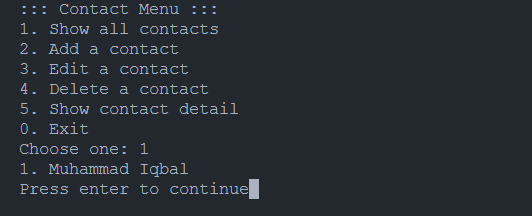 ::: Contact Menu :::
1. Show all contacts
2. Add a contact
3. Edit a contact
4. Delete a contact
5. Show contact detail
0. Exit
Choose one: 1
1. Muhammad Iqbal
Press enter to continue